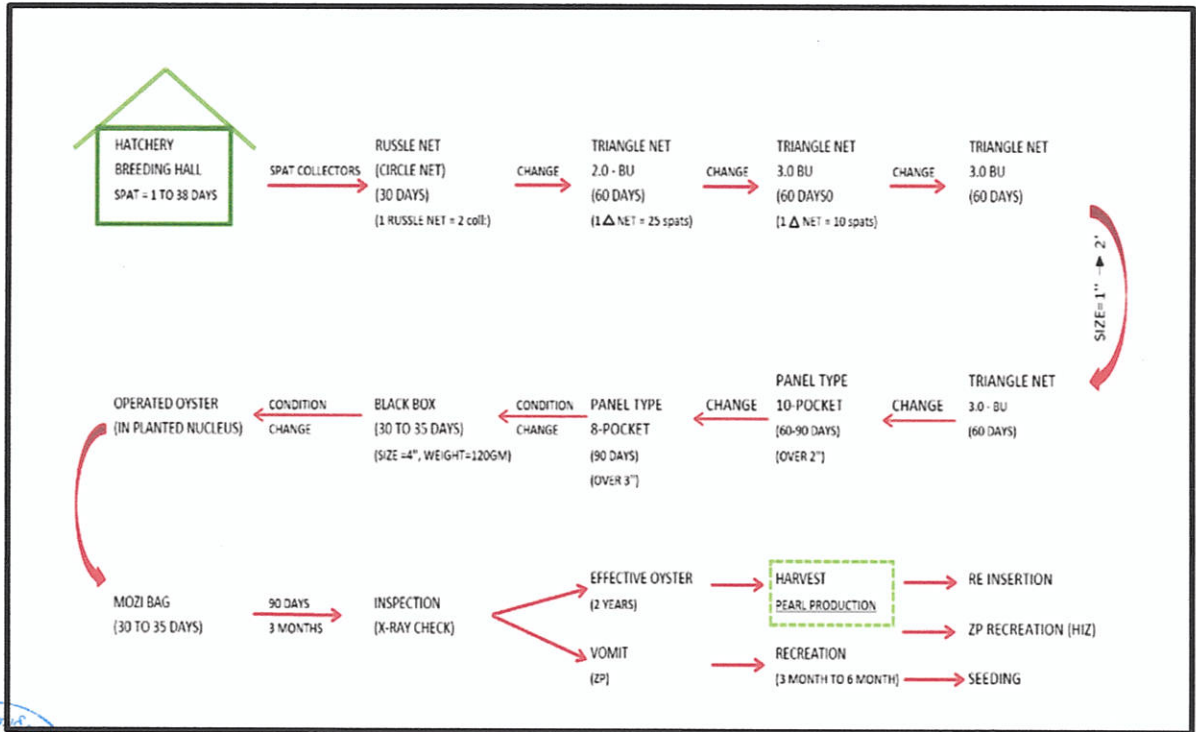 HATCHERY
BREEDING HALL
SPAT = 1 TO 38 DAYS
SPAT COLLECTORS
RUSSLE NET
(CIRCLE NET)
(30 DAYS)
(1 RUSSLE NET = 2 coll:)
CHANGE
TRIANGLE NET
2.0 - BU
(60 DAYS)
(1 △ NET = 25 spats)
CHANGE
TRIANGLE NET
3.0 BU
(60 DAYS0
(1 △ NET = 10 spats)
CHANGE
TRIANGLE NET
3.0 BU
(60 DAYS)
SIZE=1" → 2'
TRIANGLE NET
3.0 - BU
(60 DAYS)
CHANGE
PANEL TYPE
10-POCKET
(60-90 DAYS)
(OVER 2")
CHANGE
PANEL TYPE
8-POCKET
(90 DAYS)
(OVER 3")
CONDITION
CHANGE
BLACK BOX
(30 TO 35 DAYS)
(SIZE =4", WEIGHT=120GM)
CONDITION
CHANGE
OPERATED OYSTER
(IN PLANTED NUCLEUS)
MOZI BAG
(30 TO 35 DAYS)
90 DAYS
3 MONTHS
INSPECTION
(X-RAY CHECK)
EFFECTIVE OYSTER
(2 YEARS)
HARVEST
PEARL PRODUCTION
RE INSERTION
ZP RECREATION (HIZ)
VOMIT
(ZP)
RECREATION
(3 MONTH TO 6 MONTH)
SEEDING